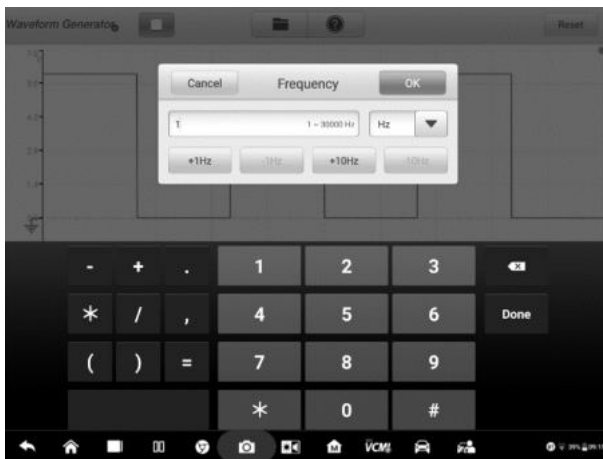 Waveform Generator
Reset
Cancel Frequency OK
1 1 ~ 30000 Hz Hz
+1Hz -1Hz +10Hz -10Hz
- + . 1 2 3
* / , 4 5 6 Done
( ) = 7 8 9
* 0 #
VCMI